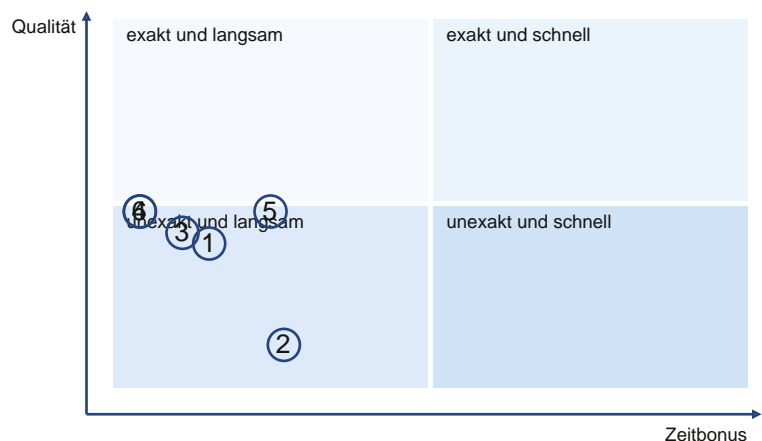 Qualität
exakt und langsam
exakt und schnell
5
unexakt und langsam
unexakt und schnell
3
1
2
Zeitbonus